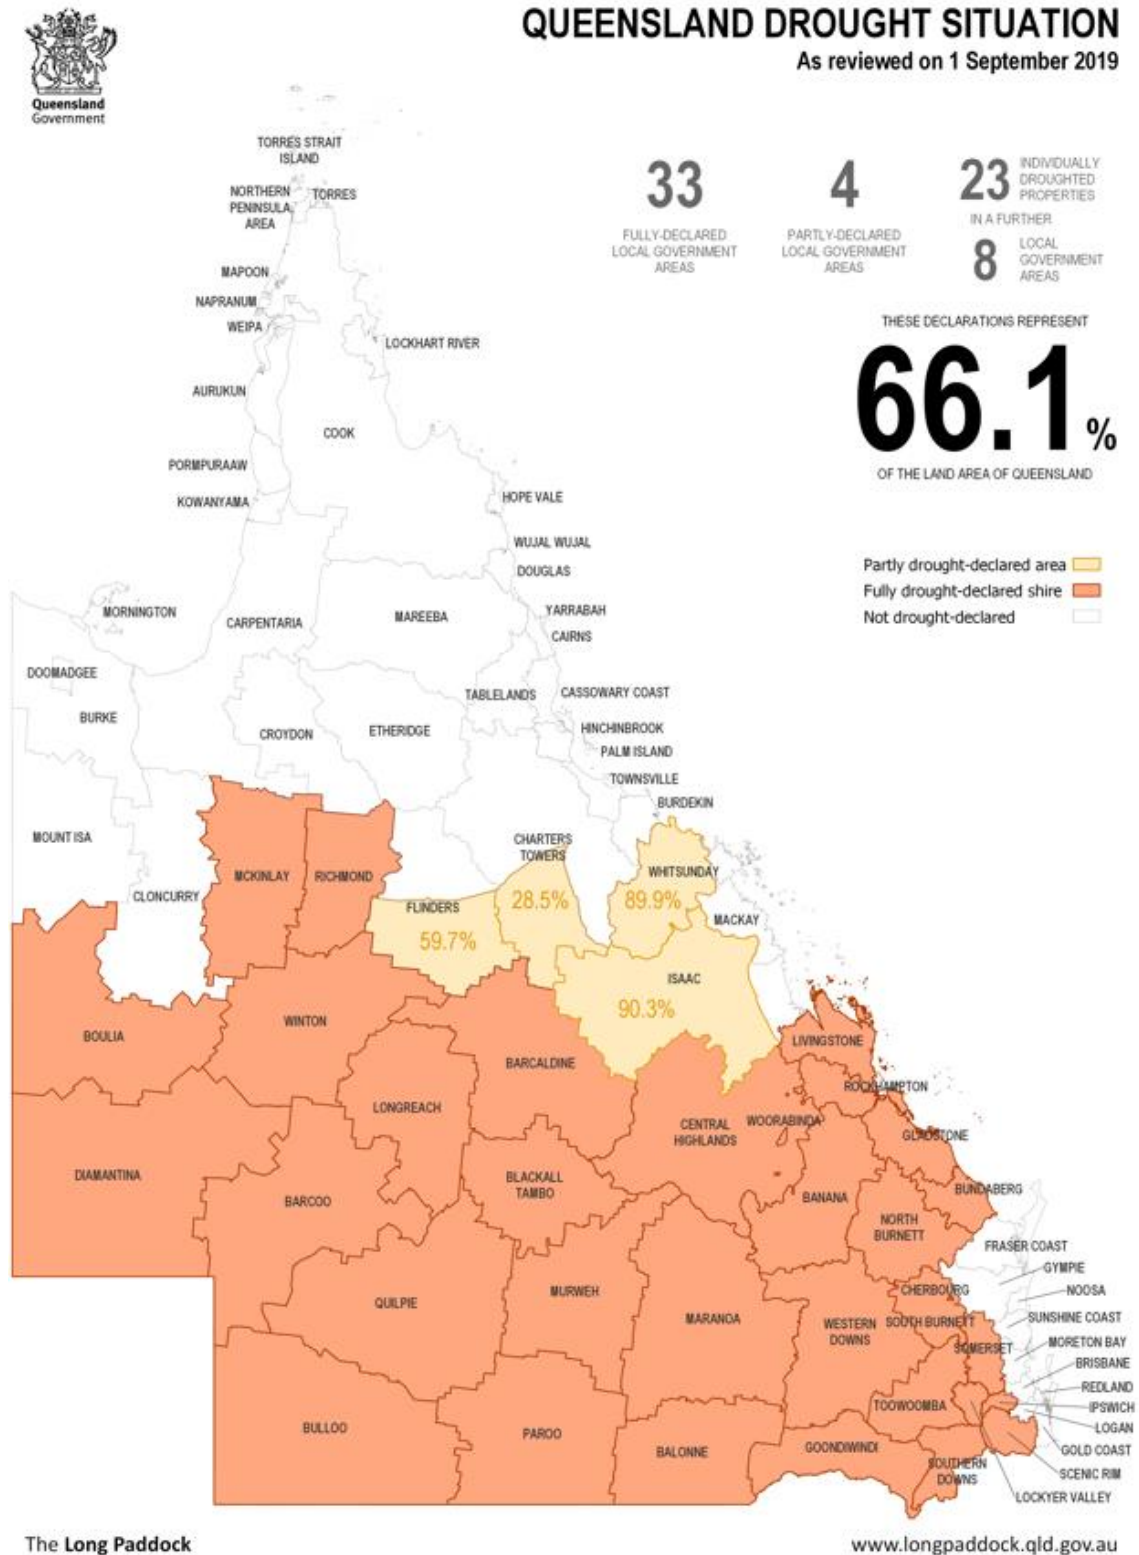 QUEENSLAND DROUGHT SITUATION
As reviewed on 1 September 2019
Queensland
Government
33
FULLY-DECLARED
LOCAL GOVERNMENT
AREAS
4
PARTLY-DECLARED
LOCAL GOVERNMENT
AREAS
23
INDIVIDUALLY
DROUGHTED
PROPERTIES
IN A FURTHER
8
LOCAL
GOVERNMENT
AREAS
THESE DECLARATIONS REPRESENT
66.1%
OF THE LAND AREA OF QUEENSLAND
Partly drought-declared area
Fully drought-declared shire
Not drought-declared
TORRES STRAIT
ISLAND
NORTHERN
PENINSULA
AREA
TORRES
MAPOON
NAPRANUM
WEIPA
LOCKHART RIVER
AURUKUN
COOK
PORMPURAAW
KOWANYAMA
HOPE VALE
WUJAL WUJAL
DOUGLAS
MORNINGTON
CARPENTARIA
MAREEBA
YARRABAH
CAIRNS
DOOMADGEE
BURKE
TABLELANDS
CASSOWARY COAST
CROYDON
ETHERIDGE
HINCHINBROOK
PALM ISLAND
TOWNSVILLE
BURDEKIN
MOUNT ISA
CLONCURRY
MCKINLAY
RICHMOND
CHARTERS
TOWERS
28.5%
WHITSUNDAY
89.9%
FLINDERS
59.7%
MACKAY
ISAAC
90.3%
BOULIA
WINTON
BARCALDINE
LIVINGSTONE
ROCKHAMPTON
LONGREACH
CENTRAL
HIGHLANDS
WOORABINDA
GLADSTONE
DIAMANTINA
BARCOO
BLACKALL
TAMBO
BANANA
BUNDABERG
NORTH
BURNETT
FRASER COAST
GYMPIE
NOOSA
QUILPIE
MURWEH
MARANOA
CHERBOURG
WESTERN
DOWNS
SOUTH BURNETT
SUNSHINE COAST
SOMERSET
MORETON BAY
BRISBANE
REDLAND
IPSWICH
TOOWOOMBA
LOGAN
BULLOO
PAROO
BALONNE
GOONDIWINDI
GOLD COAST
SOUTHERN
DOWNS
SCENIC RIM
LOCKYER VALLEY
The Long Paddock
www.longpaddock.qld.gov.au